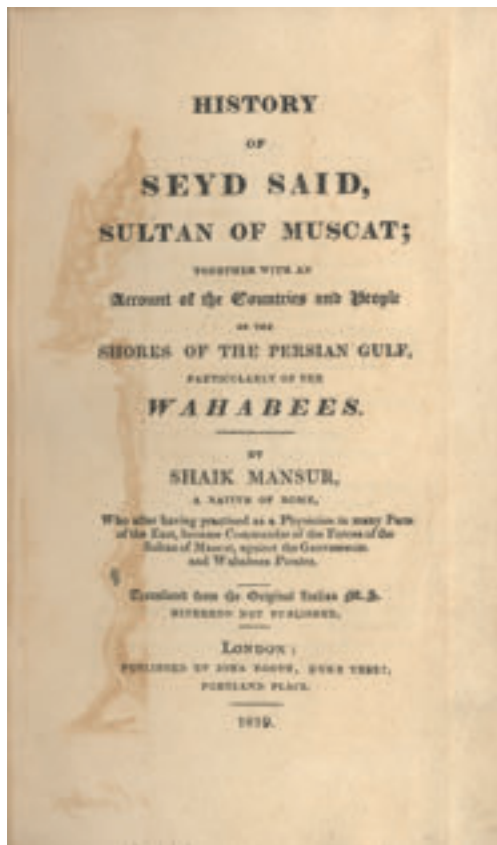 HISTORY
OF
SEYD SAID,
SULTAN OF MUSCAT;
TOGETHER WITH AN
Account of the Countries and People
ON THE
SHORES OF THE PERSIAN GULF,
PARTICULARLY OF THE
WAHABEES.
BY
SHAIK MANSUR,
A NATIVE OF ROME,
Who after having practised as a Physician in many Parts
of the East, became Commander of the Forces of the
Sultan of Muscat, against the
and Wahabees Pirates.
Translated from the Original Italian M.S.
HITHERTO NOT PUBLISHED.
LONDON:
PUBLISHED BY JOHN BOOTH, DUKE STREET,
PORTLAND PLACE.
1819.